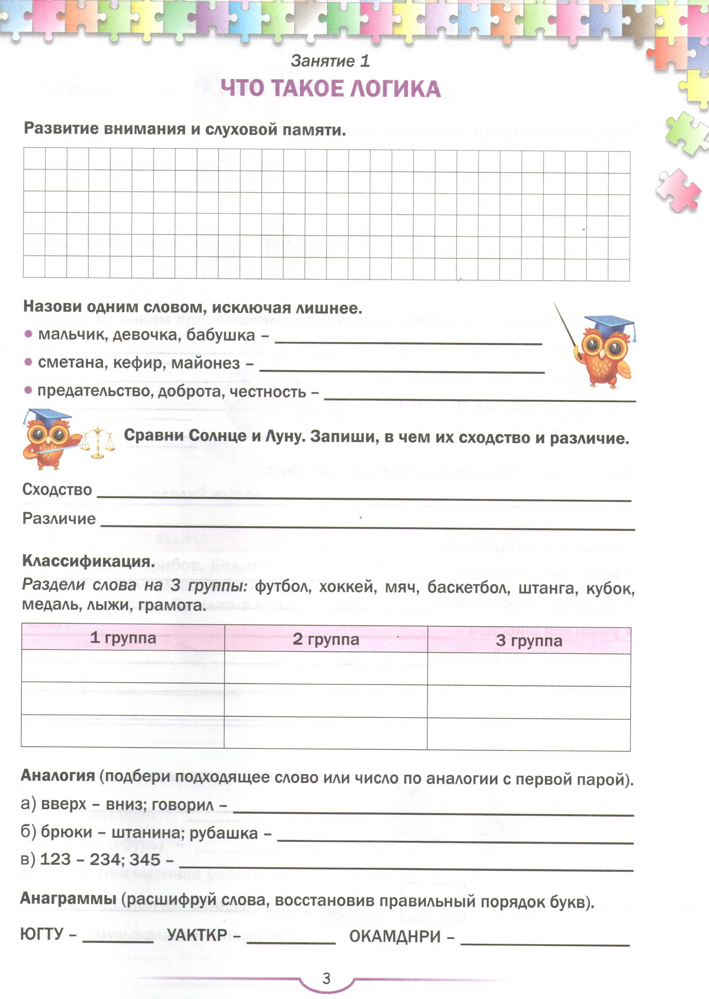 Занятие 1
ЧТО ТАКОЕ ЛОГИКА
Развитие внимания и слуховой памяти.
Назови одним словом, исключая лишнее.
• мальчик, девочка, бабушка –
• сметана, кефир, майонез –
• предательство, доброта, честность –
Сравни Солнце и Луну. Запиши, в чем их сходство и различие.
Сходство
Различие
Классификация.
Раздели слова на 3 группы: футбол, хоккей, мяч, баскетбол, штанга, кубок,
медаль, лыжи, грамота.
1 группа 2 группа 3 группа
Аналогия (подбери подходящее слово или число по аналогии с первой парой).
а) вверх – вниз; говорил –
б) брюки – штанина; рубашка –
в) 123 – 234; 345 –
Анаграммы (расшифруй слова, восстановив правильный порядок букв).
ЮГТУ – УАКТКР – ОКАМДНРИ –
3